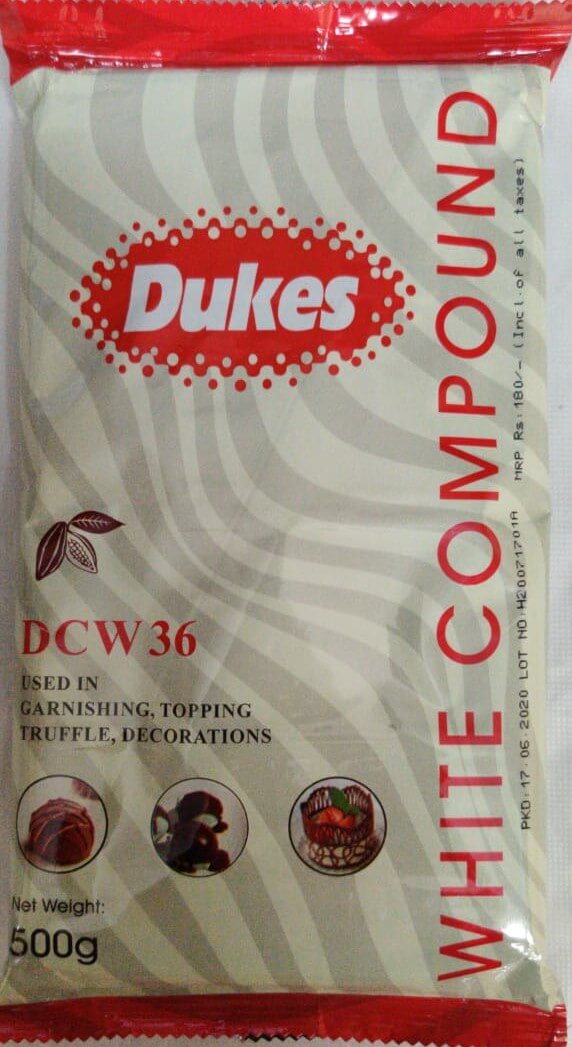 Dukes
WHITE COMPOUND
PKD: 17.06.2020 LOT NO: H20071701A MRP Rs: 180/- (Incl.of all taxes)
DCW 36
USED IN
GARNISHING, TOPPING
TRUFFLE, DECORATIONS
Net Weight:
500g